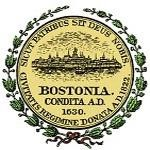 SICUT PATRIBUS SIT DEUS NOBIS.
CIVITATIS REGIMINE DONATA A.D. 1822.
BOSTONIA.
CONDITA A.D.
1630.